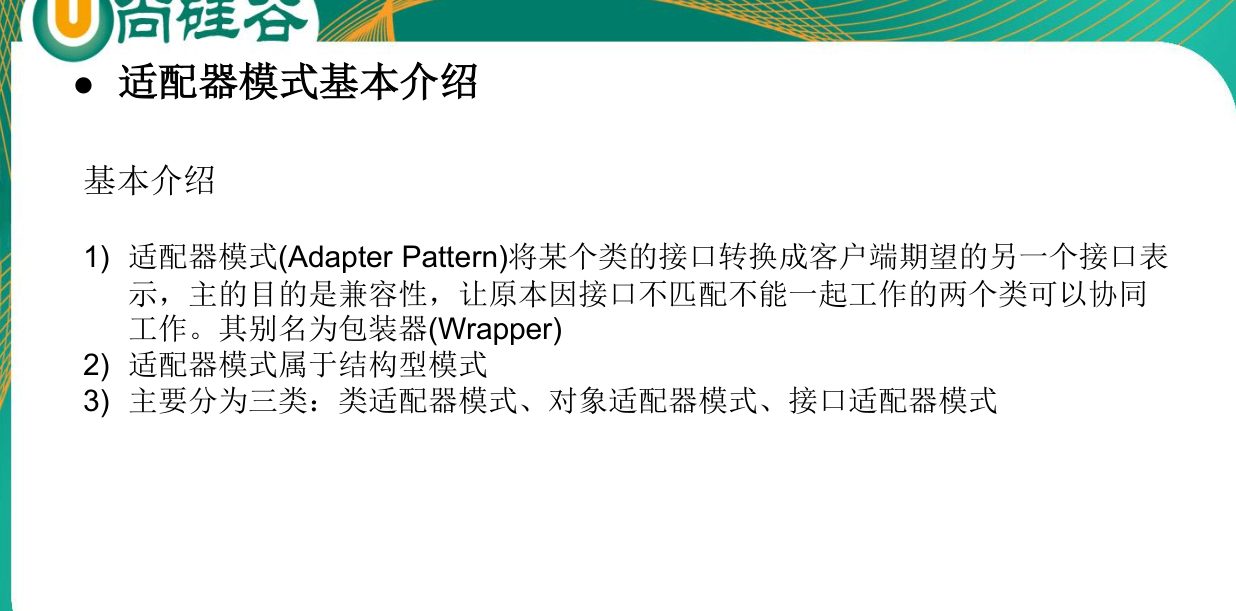 尚硅谷
● 适配器模式基本介绍
基本介绍
1) 适配器模式(Adapter Pattern)将某个类的接口转换成客户端期望的另一个接口表
示，主的目的是兼容性，让原本因接口不匹配不能一起工作的两个类可以协同
工作。其别名为包装器(Wrapper)
2) 适配器模式属于结构型模式
3) 主要分为三类：类适配器模式、对象适配器模式、接口适配器模式